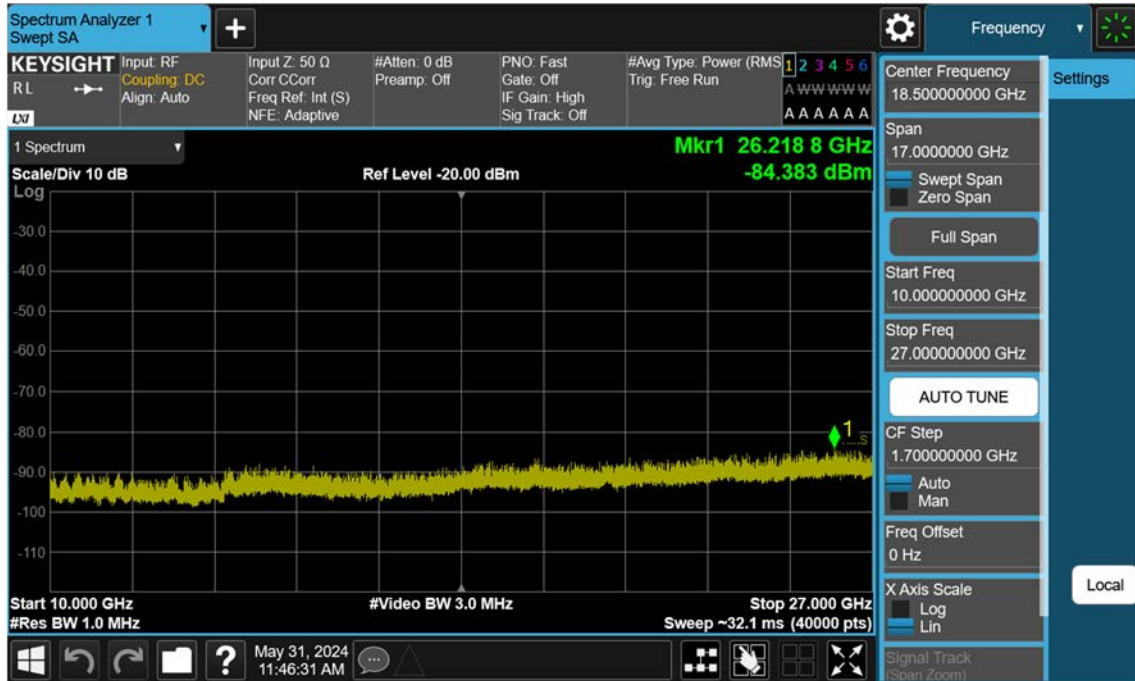 Spectrum Analyzer 1
Swept SA
Frequency
KEYSIGHT
R L
LXI
Input: RF
Coupling: DC
Align: Auto
Input Z: 50 Ω
Corr CCorr
Freq Ref: Int (S)
NFE: Adaptive
#Atten: 0 dB
Preamp: Off
PNO: Fast
Gate: Off
IF Gain: High
Sig Track: Off
#Avg Type: Power (RMS
Trig: Free Run
1 2 3 4 5 6
A W W W W W
A A A A A A
1 Spectrum
Mkr1 26.218 8 GHz
Scale/Div 10 dB
Ref Level -20.00 dBm
-84.383 dBm
Log
-30.0
-40.0
-50.0
-60.0
-70.0
-80.0
-90.0
-100
-110
1
S
Start 10.000 GHz
#Video BW 3.0 MHz
Stop 27.000 GHz
#Res BW 1.0 MHz
Sweep ~32.1 ms (40000 pts)
?
May 31, 2024
11:46:31 AM
Center Frequency
18.500000000 GHz
Span
17.0000000 GHz
Swept Span
Zero Span
Full Span
Start Freq
10.000000000 GHz
Stop Freq
27.000000000 GHz
AUTO TUNE
CF Step
1.700000000 GHz
Auto
Man
Freq Offset
0 Hz
X Axis Scale
Log
Lin
Signal Track
(Span Zoom)
Settings
Local